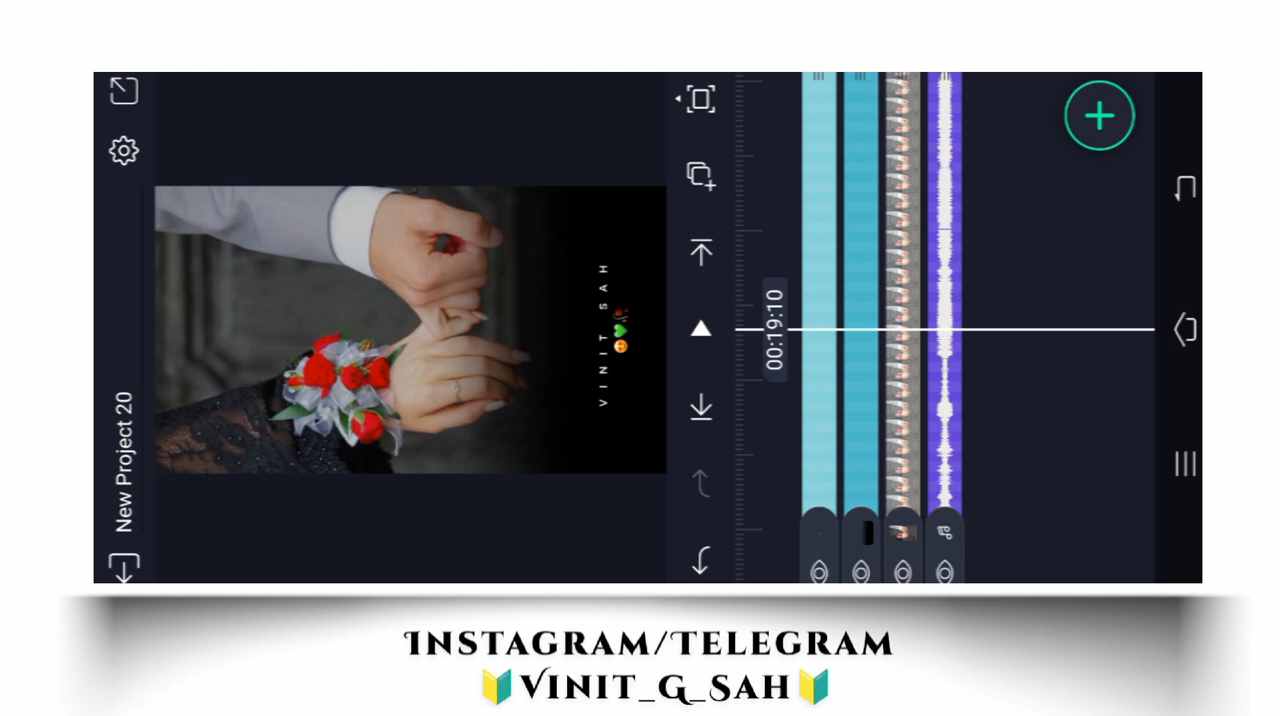 New Project 20
VINIT SAH
😍💚🥀
00:19:10
INSTAGRAM/TELEGRAM
🔰VINIT_G_SAH🔰